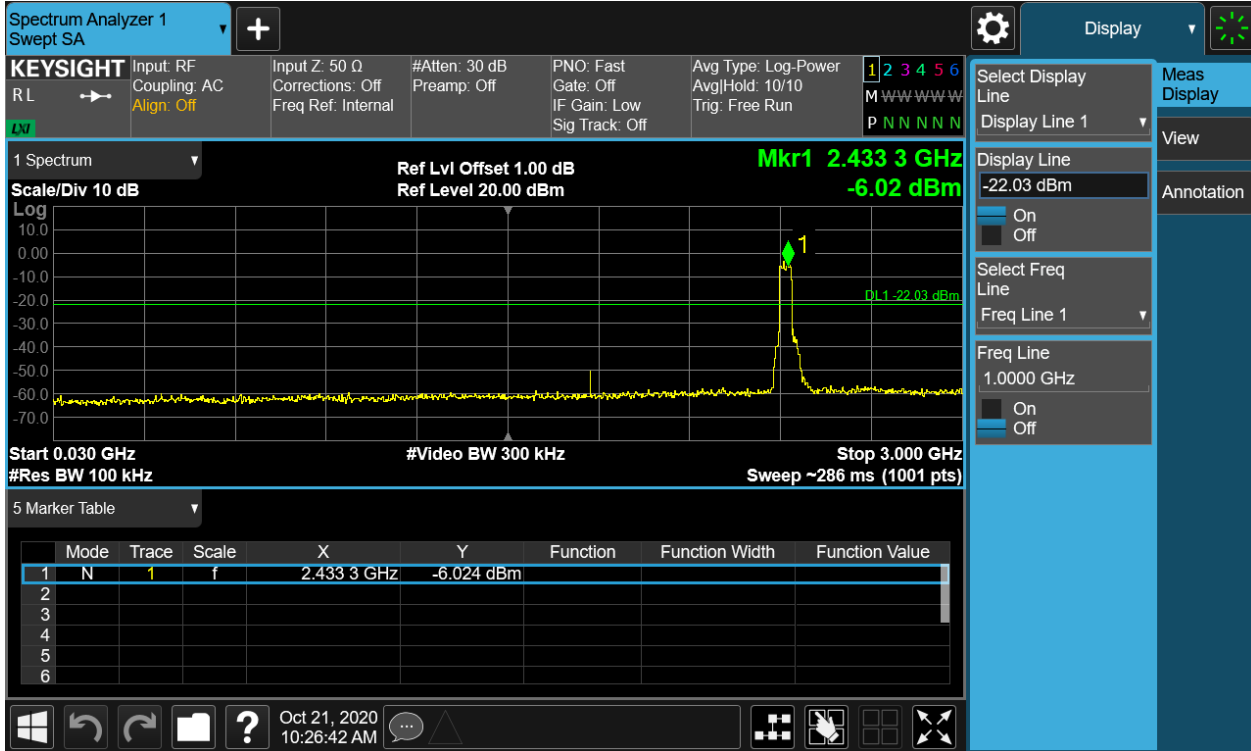 Spectrum Analyzer 1
Swept SA
Display
KEYSIGHT
R L
LXI
Input: RF
Coupling: AC
Align: Off
Input Z: 50 Ω
Corrections: Off
Freq Ref: Internal
#Atten: 30 dB
Preamp: Off
PNO: Fast
Gate: Off
IF Gain: Low
Sig Track: Off
Avg Type: Log-Power
Avg|Hold: 10/10
Trig: Free Run
1 2 3 4 5 6
M W W W W W
P N N N N N
1 Spectrum
Scale/Div 10 dB
Ref Lvl Offset 1.00 dB
Ref Level 20.00 dBm
Mkr1 2.433 3 GHz
-6.02 dBm
Log
10.0
0.00
-10.0
-20.0
-30.0
-40.0
-50.0
-60.0
-70.0
1
DL1 -22.03 dBm
Start 0.030 GHz
#Video BW 300 kHz
Stop 3.000 GHz
#Res BW 100 kHz
Sweep ~286 ms (1001 pts)
5 Marker Table
Mode Trace Scale X Y Function Function Width Function Value
1 N 1 f 2.433 3 GHz -6.024 dBm
2
3
4
5
6
?
Oct 21, 2020
10:26:42 AM
Select Display
Line
Display Line 1
Display Line
-22.03 dBm
On
Off
Select Freq
Line
Freq Line 1
Freq Line
1.0000 GHz
On
Off
Meas
Display
View
Annotation